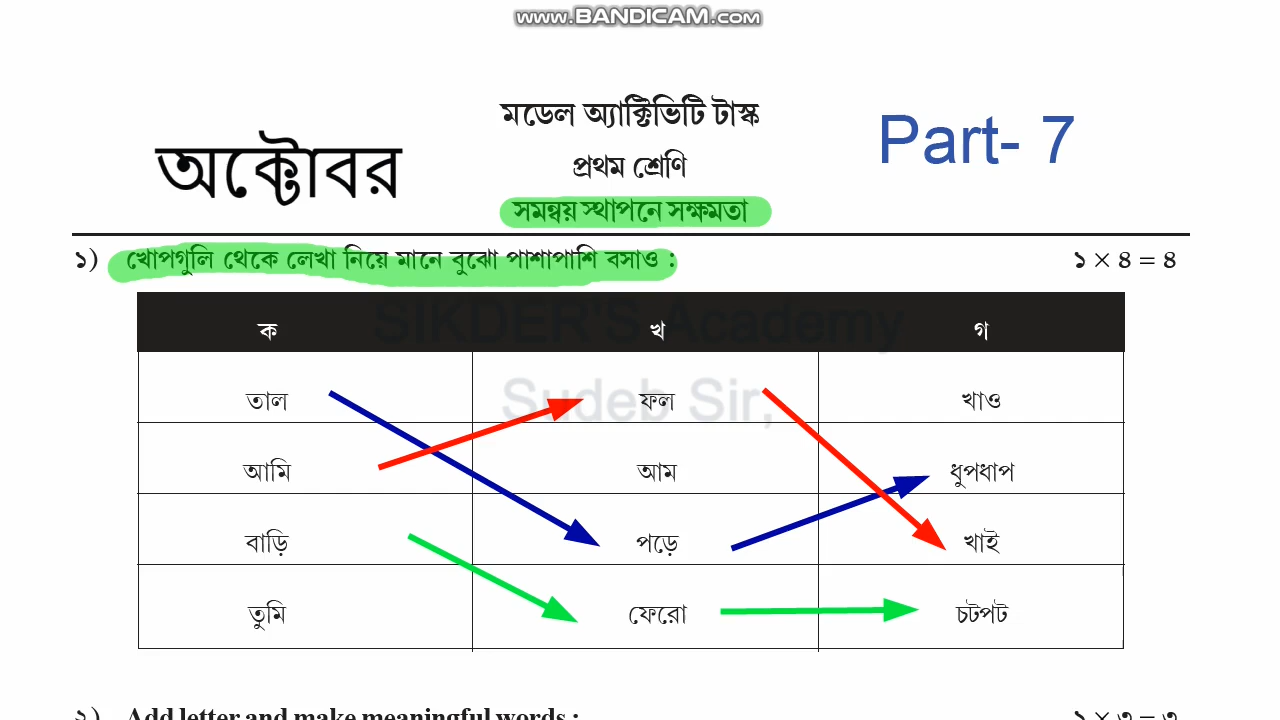 www.BANDICAM.com
মডেল অ্যাক্টিভিটি টাস্ক
অক্টোবর
Part- 7
প্রথম শ্রেণি
সমন্বয় স্থাপনে সক্ষমতা
১) খোপগুলি থেকে লেখা নিয়ে মানে বুঝে পাশাপাশি বসাও : ১ × ৪ = ৪
SIKDER'S Academy
ক খ গ
Sudeb Sir,
তাল ফল খাও
আমি আম ধুপধাপ
বাড়ি পড়ে খাই
তুমি ফেরো চটপট
২) Add letter and make meaningful words : ১ × ৩ = ৩